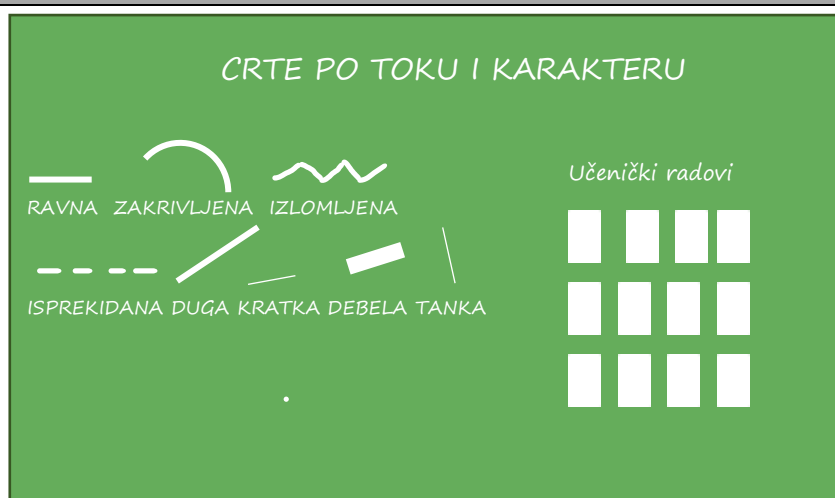 CRTE PO TOKU I KARAKTERU
Učenički radovi
RAVNA ZAKRIVLJENA IZLOMLJENA
ISPREKIDANA DUGA KRATKA DEBELA TANKA